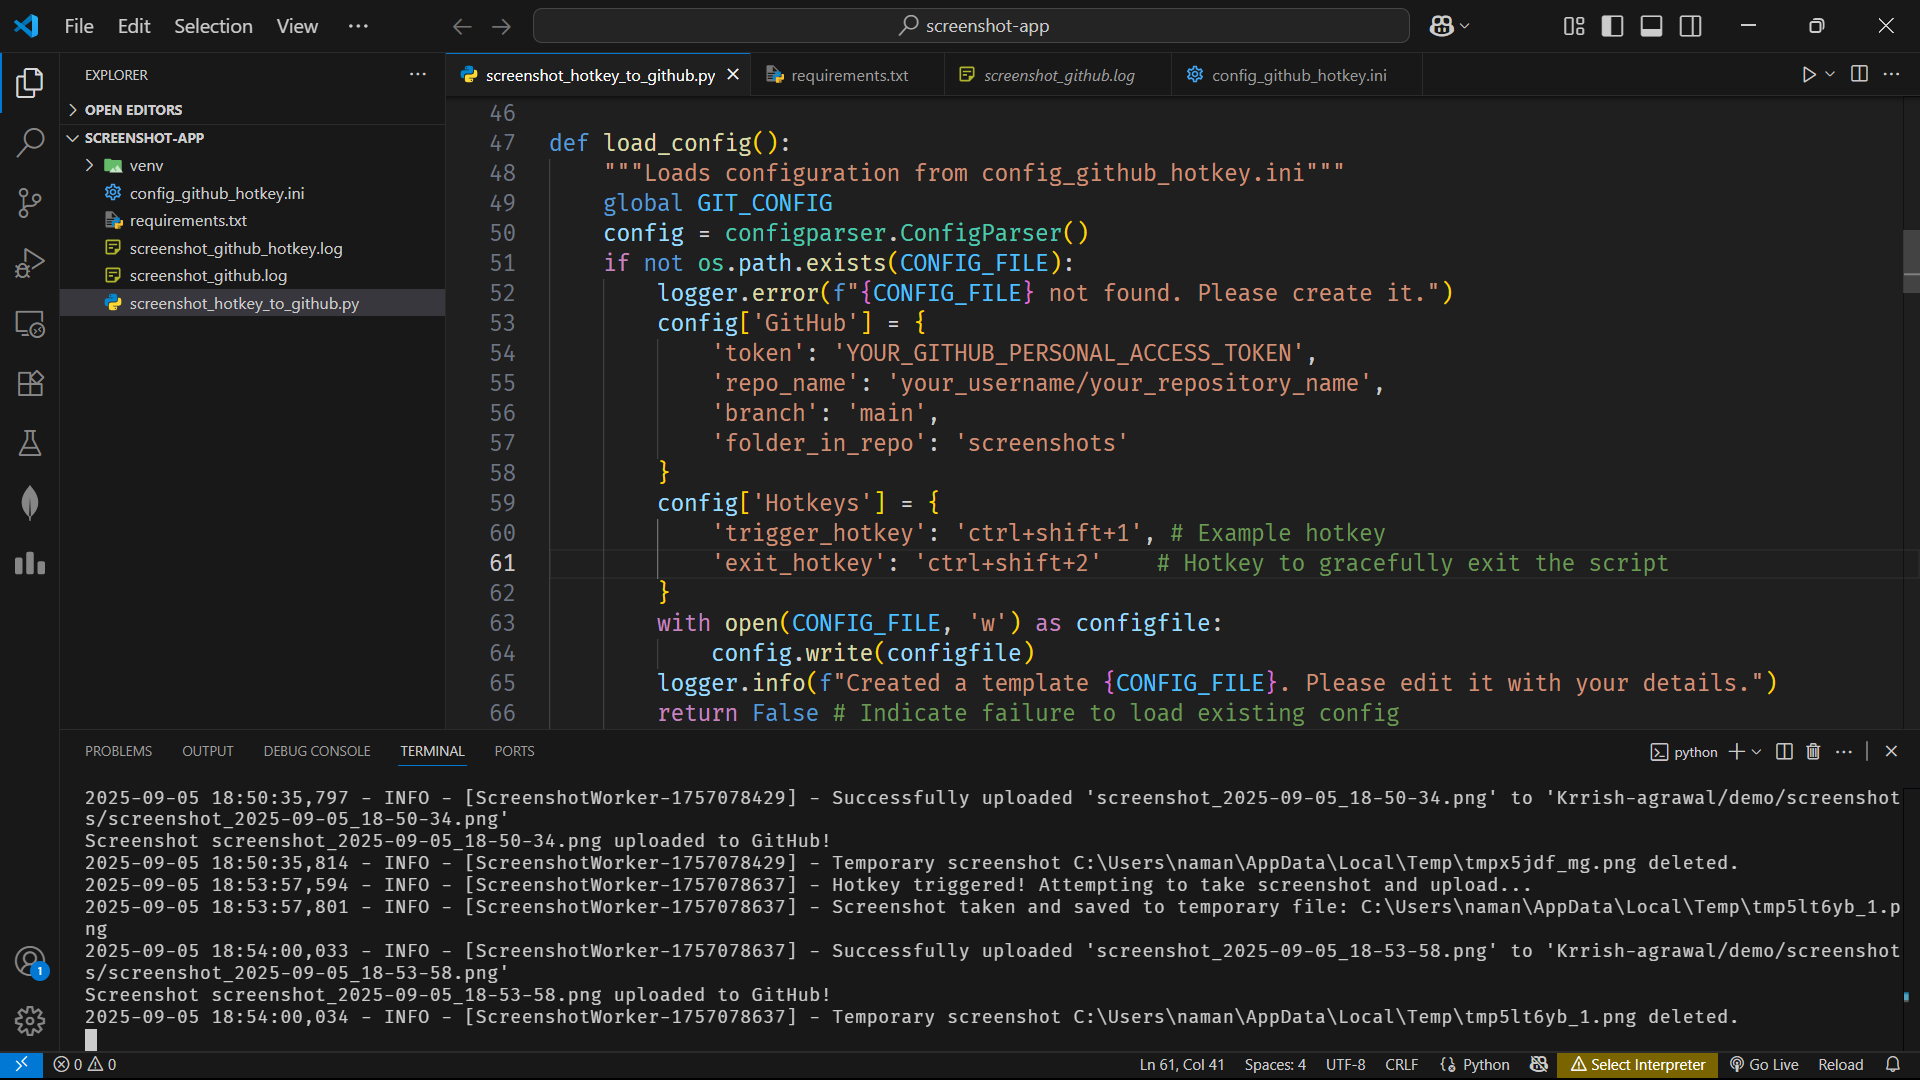 File Edit Selection View ···
screenshot-app
EXPLORER ···
OPEN EDITORS
SCREENSHOT-APP
venv
config_github_hotkey.ini
requirements.txt
screenshot_github_hotkey.log
screenshot_github.log
screenshot_hotkey_to_github.py
screenshot_hotkey_to_github.py requirements.txt screenshot_github.log config_github_hotkey.ini
46
47 def load_config():
48 """Loads configuration from config_github_hotkey.ini"""
49 global GIT_CONFIG
50 config = configparser.ConfigParser()
51 if not os.path.exists(CONFIG_FILE):
52 logger.error(f"{CONFIG_FILE} not found. Please create it.")
53 config['GitHub'] = {
54 'token': 'YOUR_GITHUB_PERSONAL_ACCESS_TOKEN',
55 'repo_name': 'your_username/your_repository_name',
56 'branch': 'main',
57 'folder_in_repo': 'screenshots'
58 }
59 config['Hotkeys'] = {
60 'trigger_hotkey': 'ctrl+shift+1', # Example hotkey
61 'exit_hotkey': 'ctrl+shift+2' # Hotkey to gracefully exit the script
62 }
63 with open(CONFIG_FILE, 'w') as configfile:
64 config.write(configfile)
65 logger.info(f"Created a template {CONFIG_FILE}. Please edit it with your details.")
66 return False # Indicate failure to load existing config
PROBLEMS OUTPUT DEBUG CONSOLE TERMINAL PORTS
python
2025-09-05 18:50:35,797 - INFO - [ScreenshotWorker-1757078429] - Successfully uploaded 'screenshot_2025-09-05_18-50-34.png' to 'Krrish-agrawal/demo/screenshot
s/screenshot_2025-09-05_18-50-34.png'
Screenshot screenshot_2025-09-05_18-50-34.png uploaded to GitHub!
2025-09-05 18:50:35,814 - INFO - [ScreenshotWorker-1757078429] - Temporary screenshot C:\Users\naman\AppData\Local\Temp\tmpx5jdf_mg.png deleted.
2025-09-05 18:53:57,594 - INFO - [ScreenshotWorker-1757078637] - Hotkey triggered! Attempting to take screenshot and upload...
2025-09-05 18:53:57,801 - INFO - [ScreenshotWorker-1757078637] - Screenshot taken and saved to temporary file: C:\Users\naman\AppData\Local\Temp\tmp5lt6yb_1.p
ng
2025-09-05 18:54:00,033 - INFO - [ScreenshotWorker-1757078637] - Successfully uploaded 'screenshot_2025-09-05_18-53-58.png' to 'Krrish-agrawal/demo/screenshot
s/screenshot_2025-09-05_18-53-58.png'
Screenshot screenshot_2025-09-05_18-53-58.png uploaded to GitHub!
2025-09-05 18:54:00,034 - INFO - [ScreenshotWorker-1757078637] - Temporary screenshot C:\Users\naman\AppData\Local\Temp\tmp5lt6yb_1.png deleted.
1
0 0 Ln 61, Col 41 Spaces: 4 UTF-8 CRLF {} Python Select Interpreter Go Live Reload